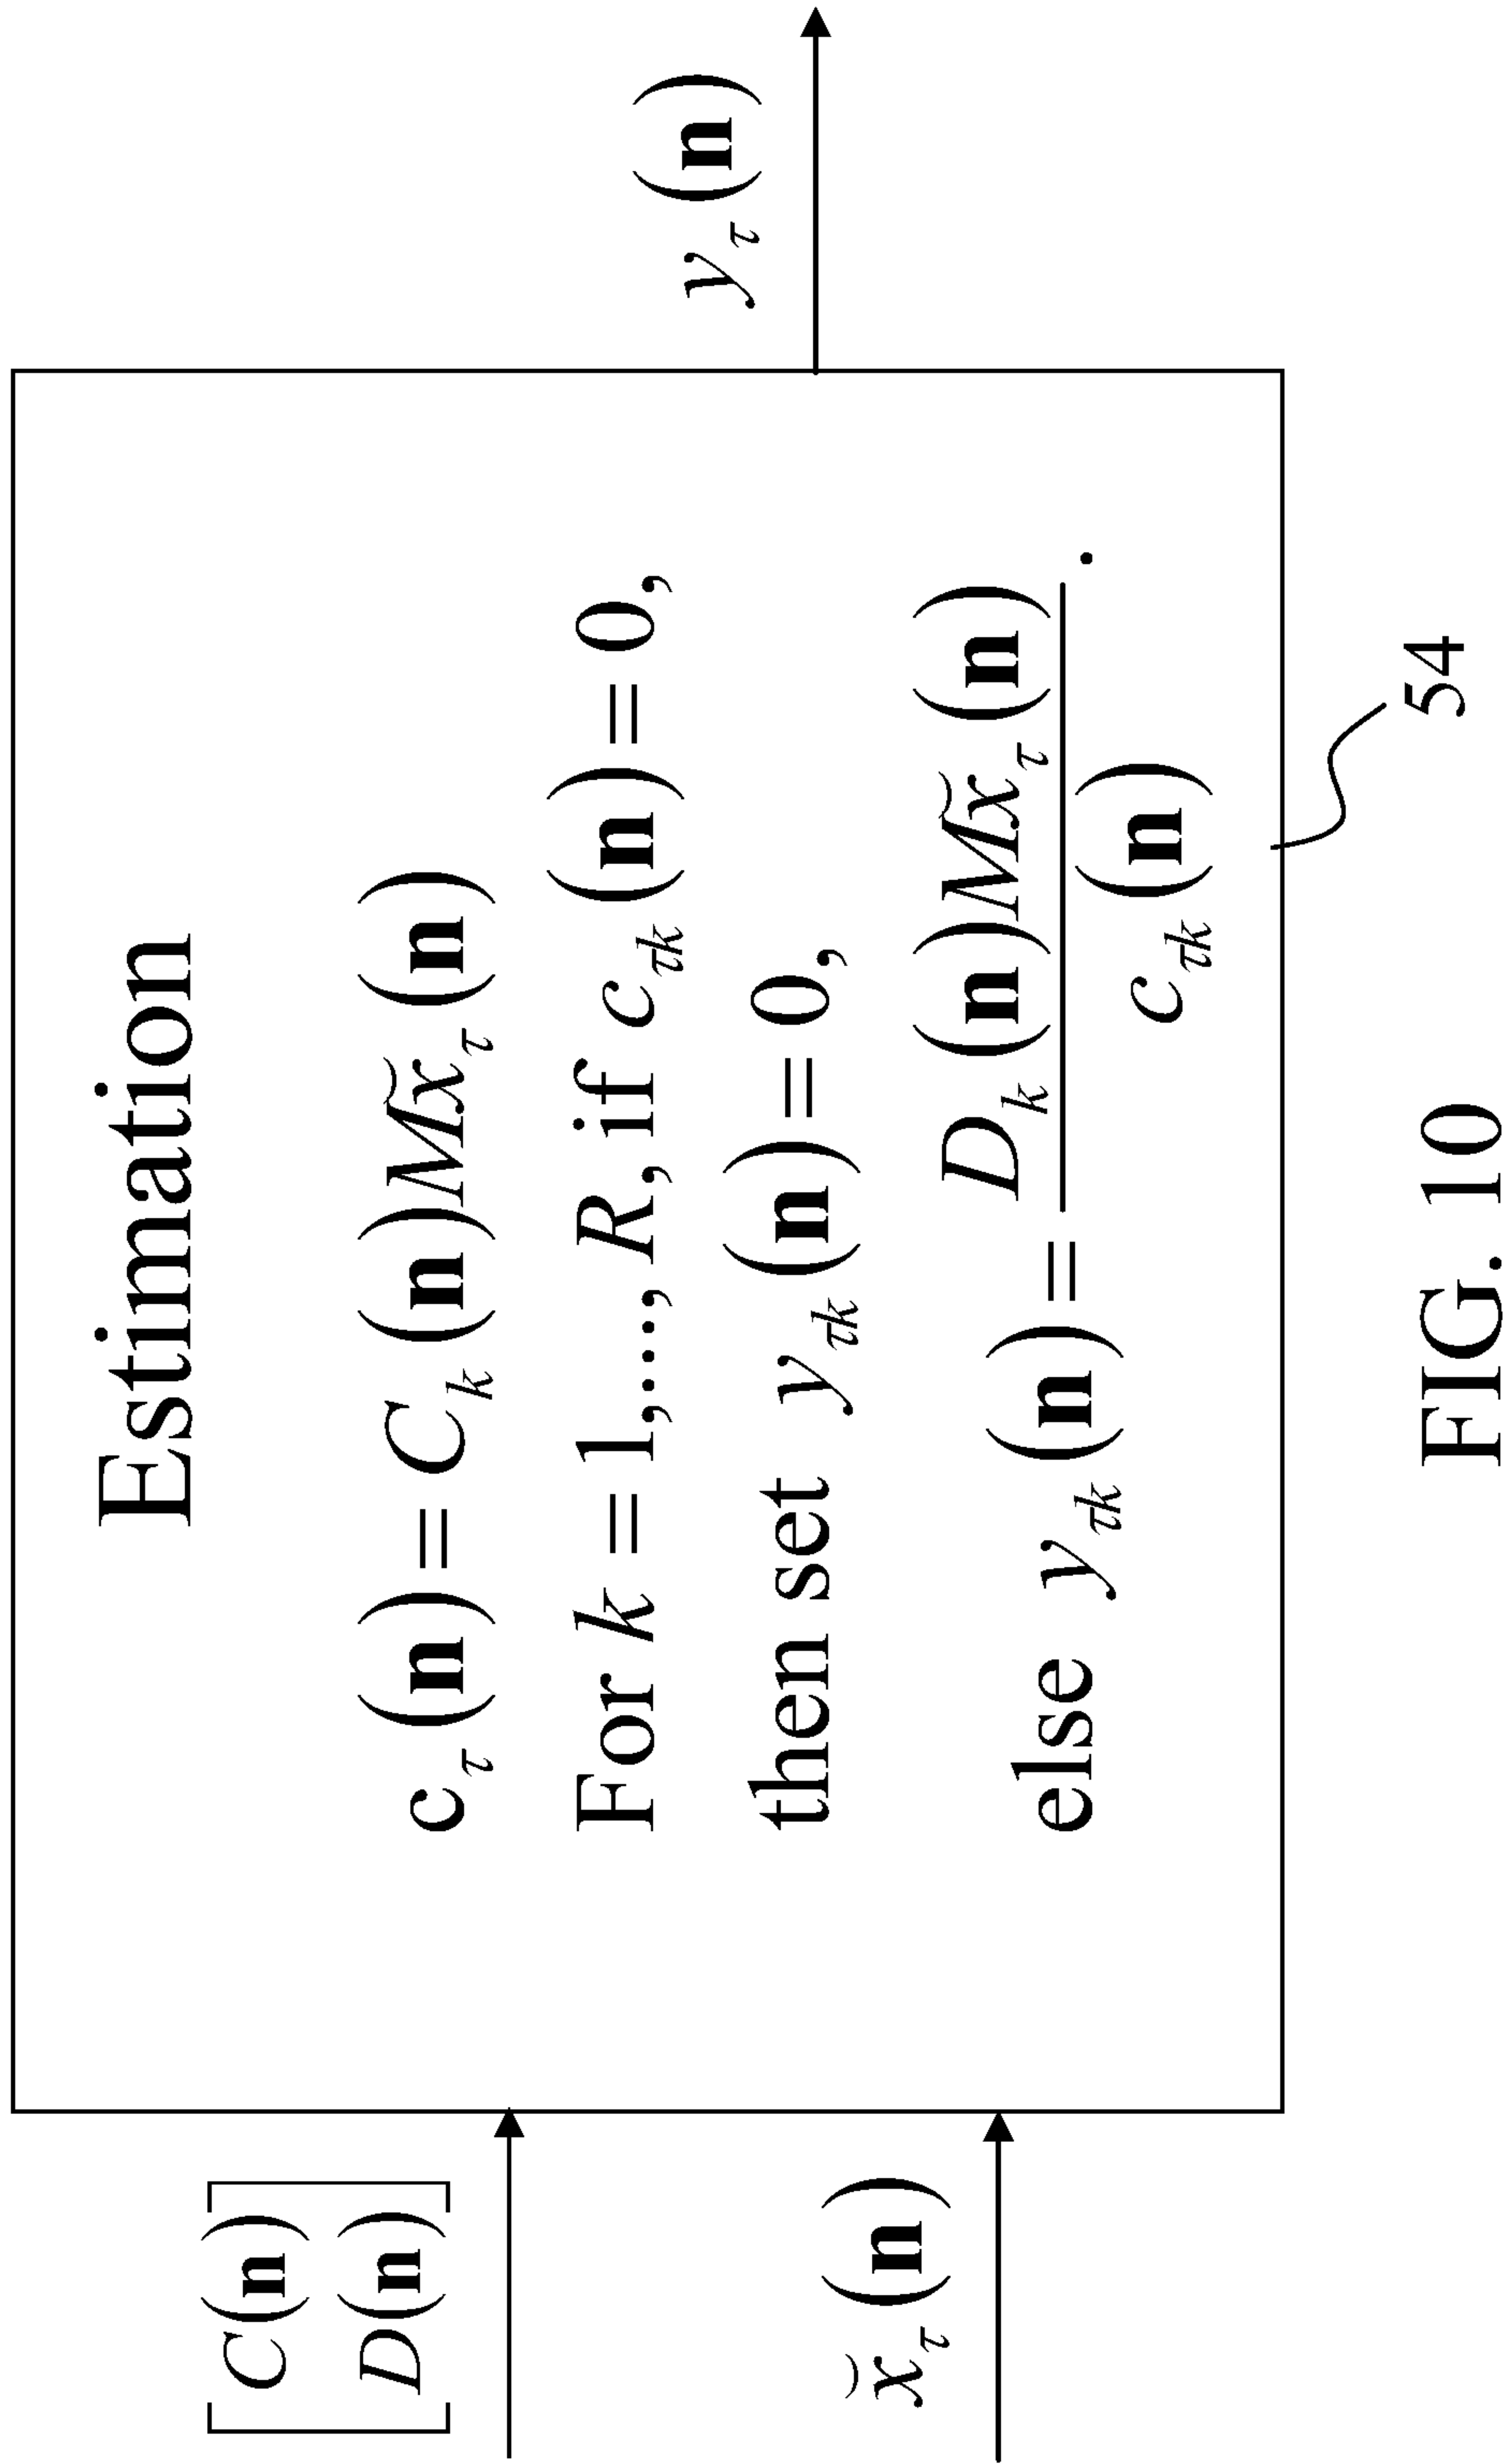 Estimation
[C(𝐧)
D(𝐧)]
x̆_τ(𝐧)
c_τ(𝐧) = C_k(𝐧)Mx̆_τ(𝐧)
For k = 1,...., R, if c_τk(𝐧) = 0,
then set y_τk(𝐧) = 0,
else y_τk(𝐧) = D_k(𝐧)Mx̆_τ(𝐧) / c_τk(𝐧) .
y_τ(𝐧)
54
FIG. 10